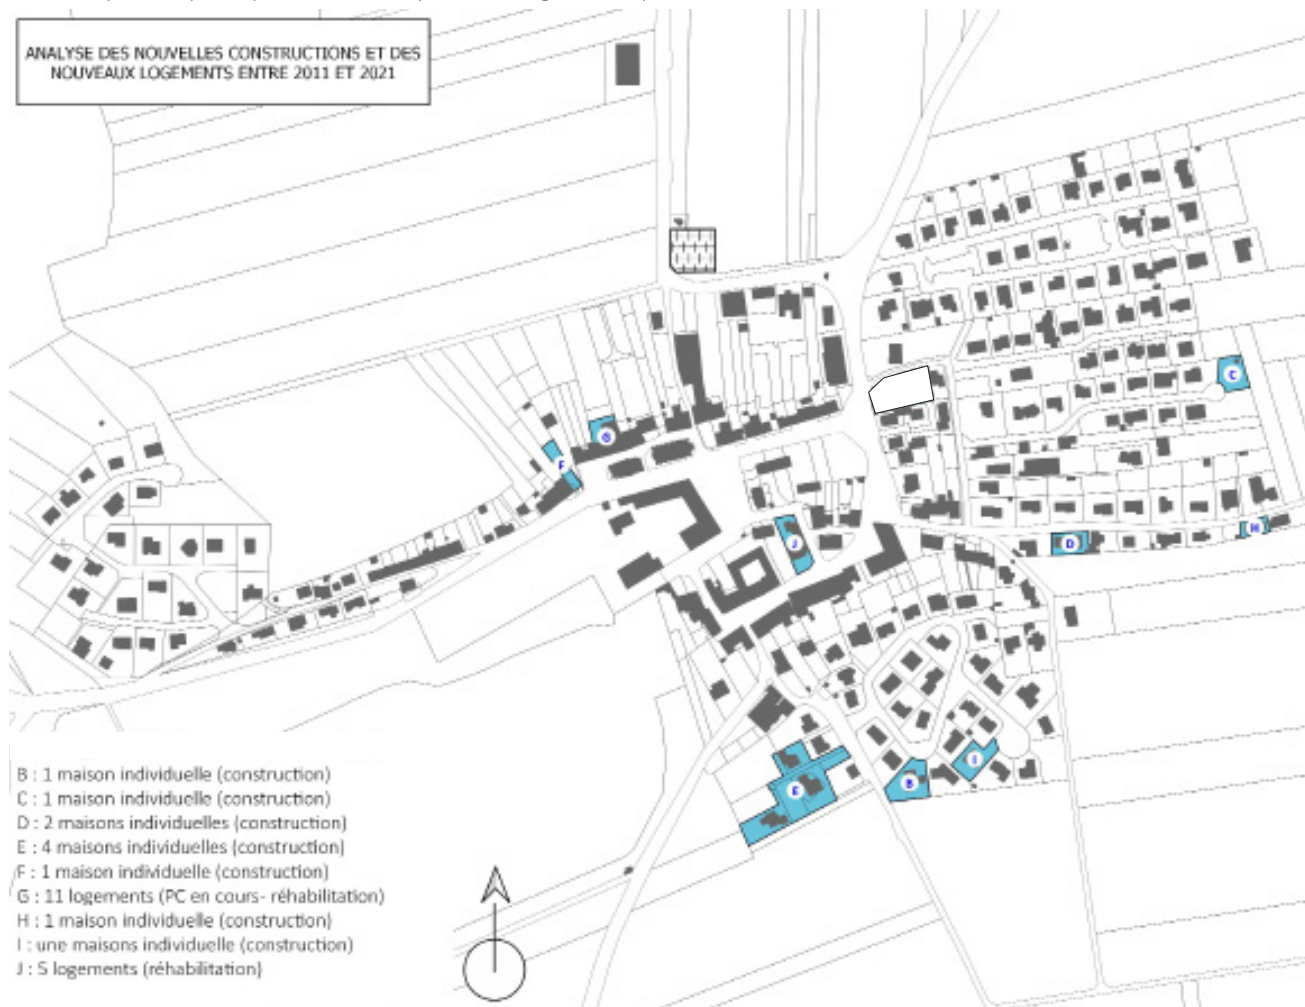 ANALYSE DES NOUVELLES CONSTRUCTIONS ET DES
NOUVEAUX LOGEMENTS ENTRE 2011 ET 2021
C
G
F
D
H
J
E
B
I
B : 1 maison individuelle (construction)
C : 1 maison individuelle (construction)
D : 2 maisons individuelles (construction)
E : 4 maisons individuelles (construction)
F : 1 maison individuelle (construction)
G : 11 logements (PC en cours- réhabilitation)
H : 1 maison individuelle (construction)
I : une maisons individuelle (construction)
J : 5 logements (réhabilitation)